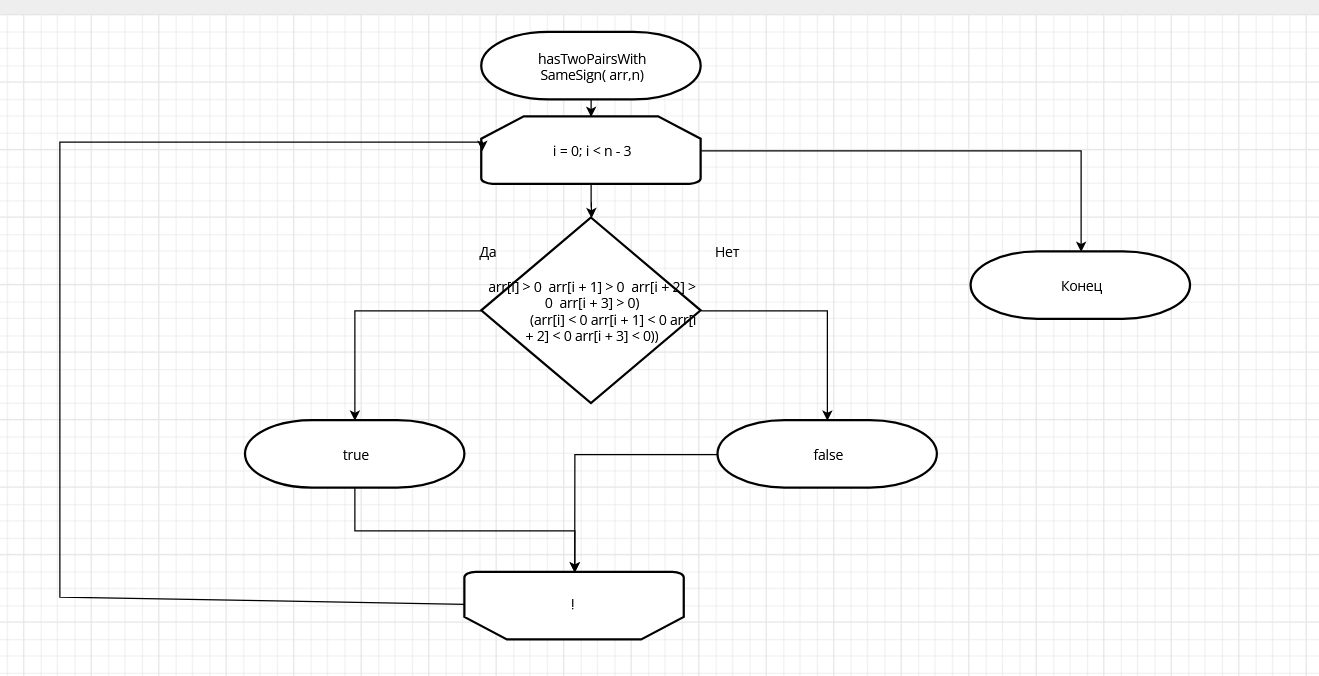 hasTwoPairsWith
SameSign( arr,n)
i = 0; i < n - 3
Да
Нет
arr[i] > 0 arr[i + 1] > 0 arr[i + 2] >
0 arr[i + 3] > 0)
(arr[i] < 0 arr[i + 1] < 0 arr[i
+ 2] < 0 arr[i + 3] < 0))
Конец
true
false
!